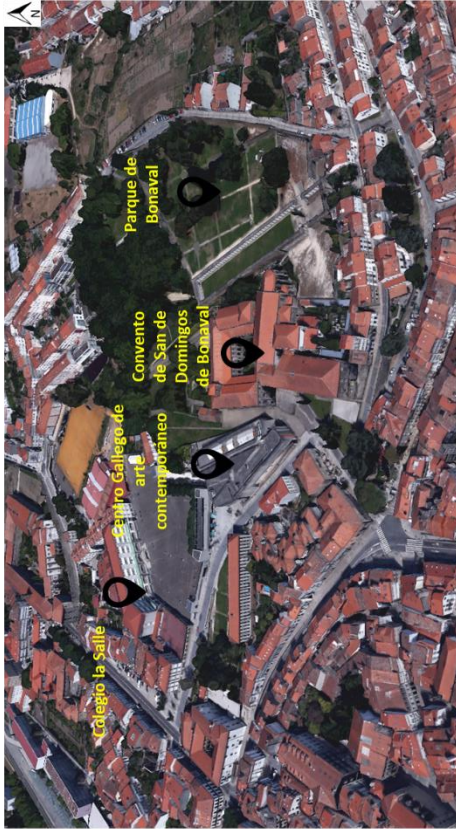 N
Parque de
Bonaval
Convento
de San de
Domingos
de Bonaval
Centro Gallego de
arte
contemporáneo
Colegio la Salle